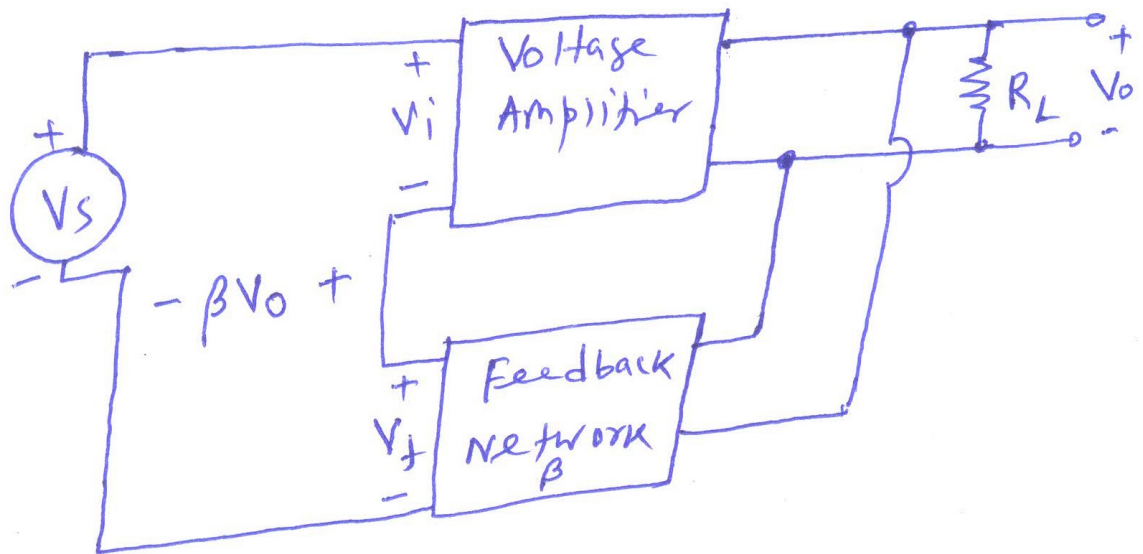 Voltage
Amplifier
+
Vi
-
+
Vs
-
+
Vo
-
RL
- βVo +
+
Vf
-
Feedback
Network
β